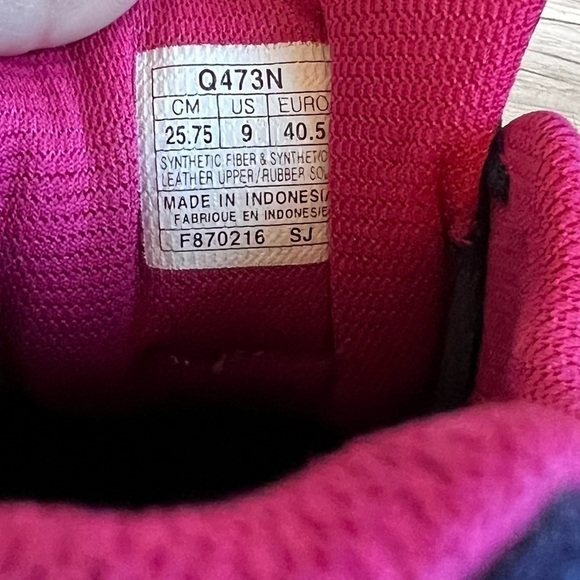 Q473N
CM US EURO
25.75 9 40.5
SYNTHETIC FIBER & SYNTHETIC
LEATHER UPPER/RUBBER SOL
MADE IN INDONESIA
FABRIQUE EN INDONESIE
F870216 SJ